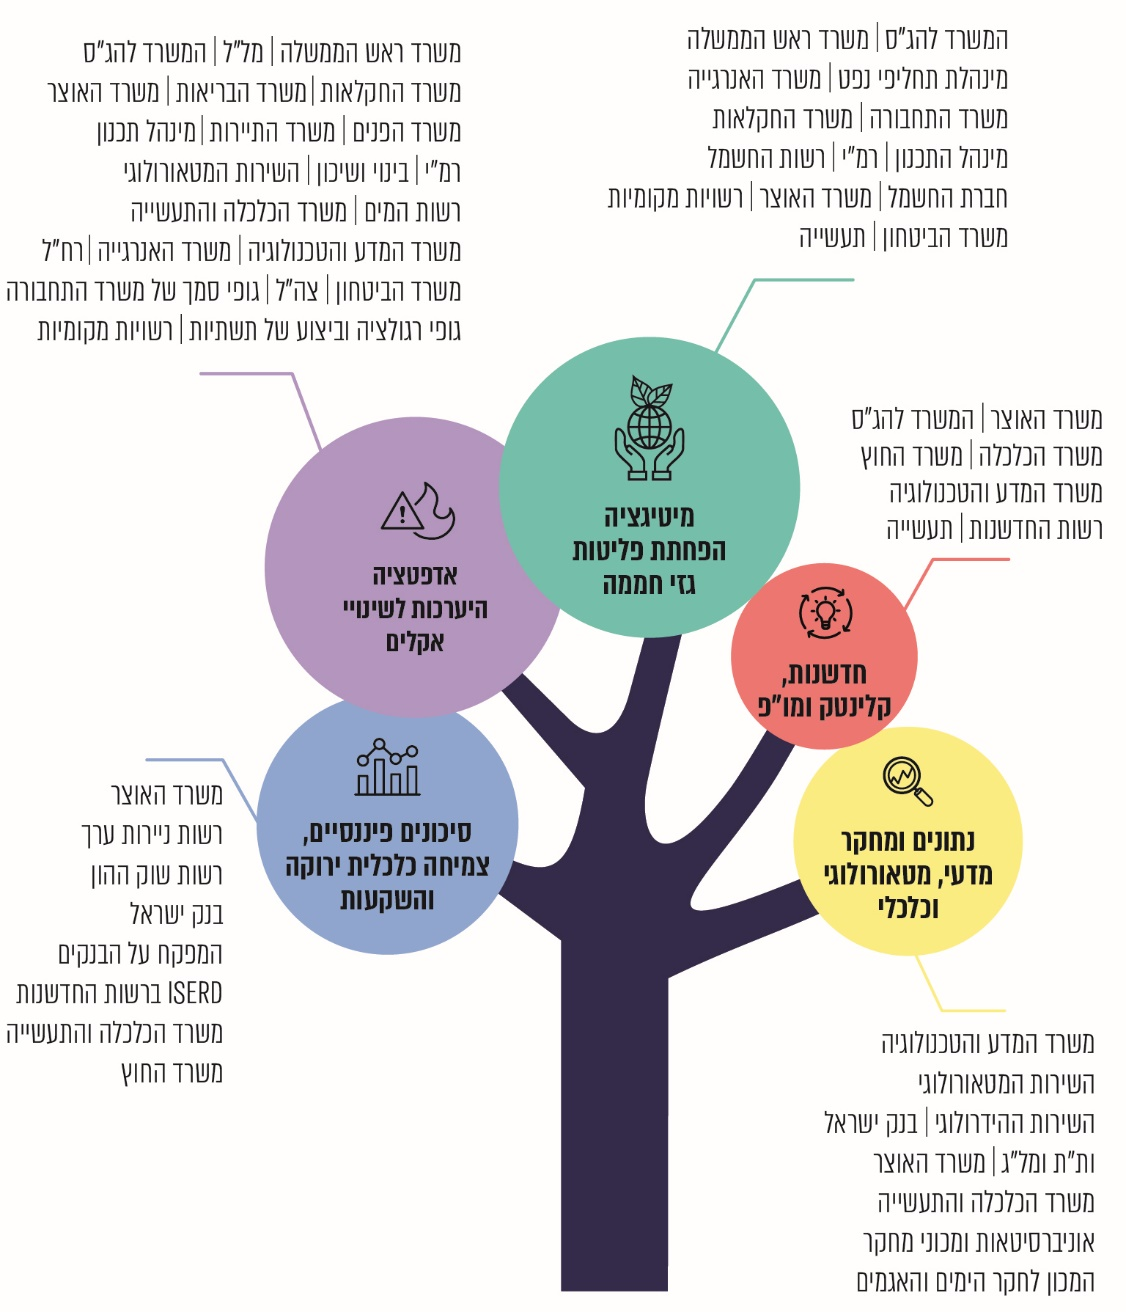 המשרד להג"ס | משרד ראש הממשלה
מינהלת תחליפי נפט | משרד האנרגייה
משרד התחבורה | משרד החקלאות
מינהל התכנון | רמ"י | רשות החשמל
חברת החשמל | משרד האוצר | רשויות מקומיות
משרד הביטחון | תעשייה
משרד ראש הממשלה | מל"ל | המשרד להג"ס
משרד החקלאות | משרד הבריאות | משרד האוצר
משרד הפנים | משרד התיירות | מינהל תכנון
רמ"י | בינוי ושיכון | השירות המטאורולוגי
רשות המים | משרד הכלכלה והתעשייה
משרד המדע והטכנולוגיה | משרד האנרגייה | רח"ל
משרד הביטחון | צה"ל | גופי סמך של משרד התחבורה
גופי רגולציה וביצוע של תשתיות | רשויות מקומיות
משרד האוצר | המשרד להג"ס
משרד הכלכלה | משרד החוץ
משרד המדע והטכנולוגיה
רשות החדשנות | תעשייה
מיטיגציה
הפחתת פליטות
גזי חממה
אדפטציה
היערכות לשינויי
אקלים
חדשנות,
קלינטק ומו"פ
נתונים ומחקר
מדעי, מטאורולוגי
וכלכלי
סיכונים פיננסיים,
צמיחה כלכלית ירוקה
והשקעות
משרד האוצר
רשות ניירות ערך
רשות שוק ההון
בנק ישראל
המפקח על הבנקים
ISERD ברשות החדשנות
משרד הכלכלה והתעשייה
משרד החוץ
משרד המדע והטכנולוגיה
השירות המטאורולוגי
השירות ההידרולוגי | בנק ישראל
ות"ת ומל"ג | משרד האוצר
משרד הכלכלה והתעשייה
אוניברסיטאות ומכוני מחקר
המכון לחקר הימים והאגמים